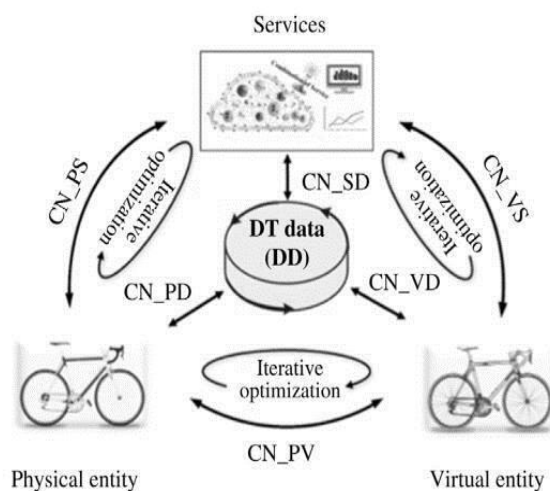 Services
CN_PS
Iterative
optimization
CN_SD
Iterative
optimization
CN_VS
DT data
(DD)
CN_PD
CN_VD
Iterative
optimization
CN_PV
Physical entity
Virtual entity